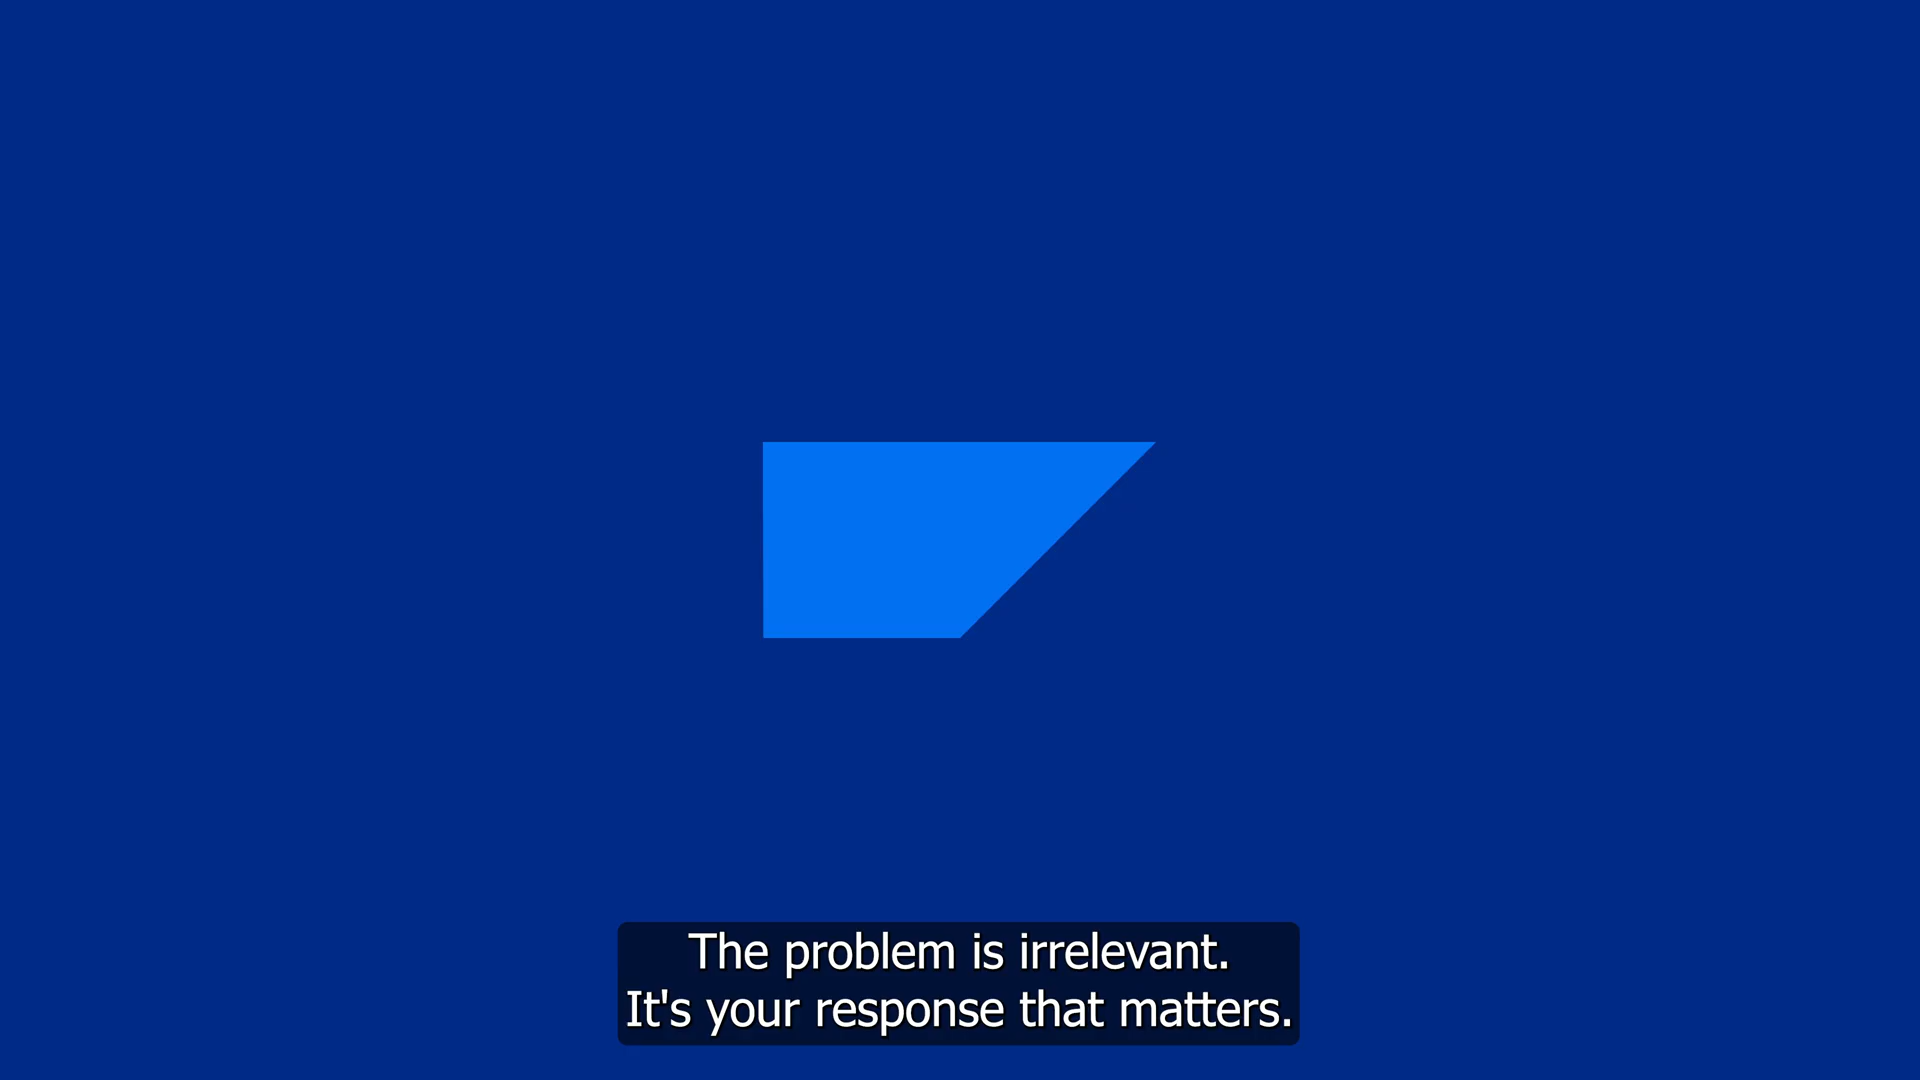 The problem is irrelevant.
It's your response that matters.